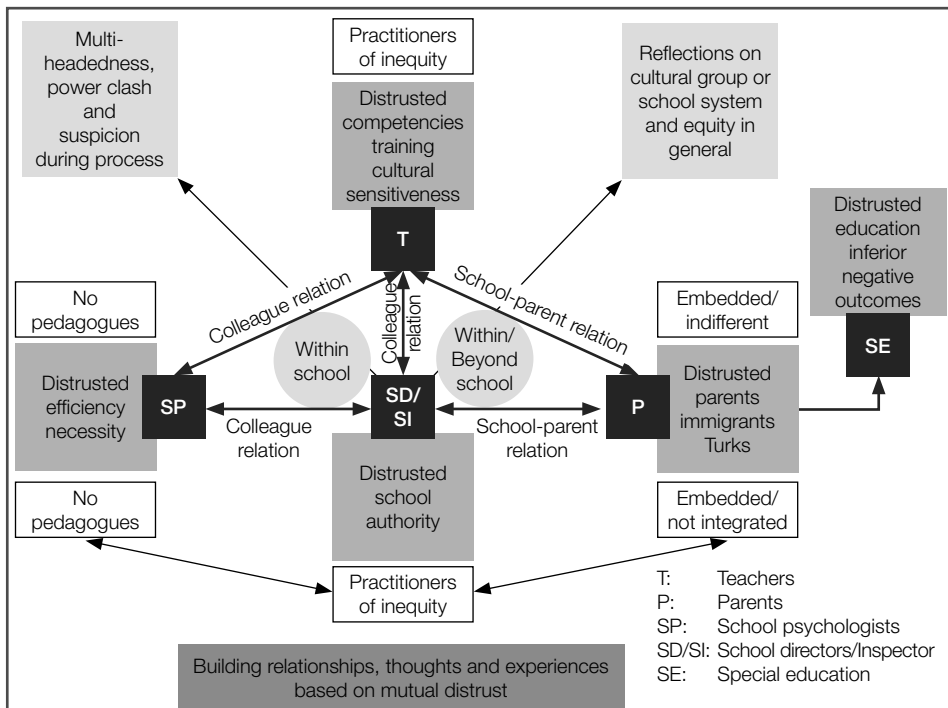 Multi-
headedness,
power clash
and
suspicion
during process
Practitioners
of inequity
Distrusted
competencies
training
cultural
sensitiveness
T
Reflections on
cultural group or
school system
and equity in
general
Distrusted
education
inferior
negative
outcomes
SE
No
pedagogues
Colleague relation
Colleague
relation
School-parent relation
Embedded/
indifferent
Distrusted
efficiency
necessity
SP
Within
school
Colleague
relation
SD/
SI
Within/
Beyond
school
School-parent
relation
P
Distrusted
parents
immigrants
Turks
Distrusted
school
authority
No
pedagogues
Embedded/
not integrated
Practitioners
of inequity
Building relationships, thoughts and experiences
based on mutual distrust
T: Teachers
P: Parents
SP: School psychologists
SD/SI: School directors/Inspector
SE: Special education